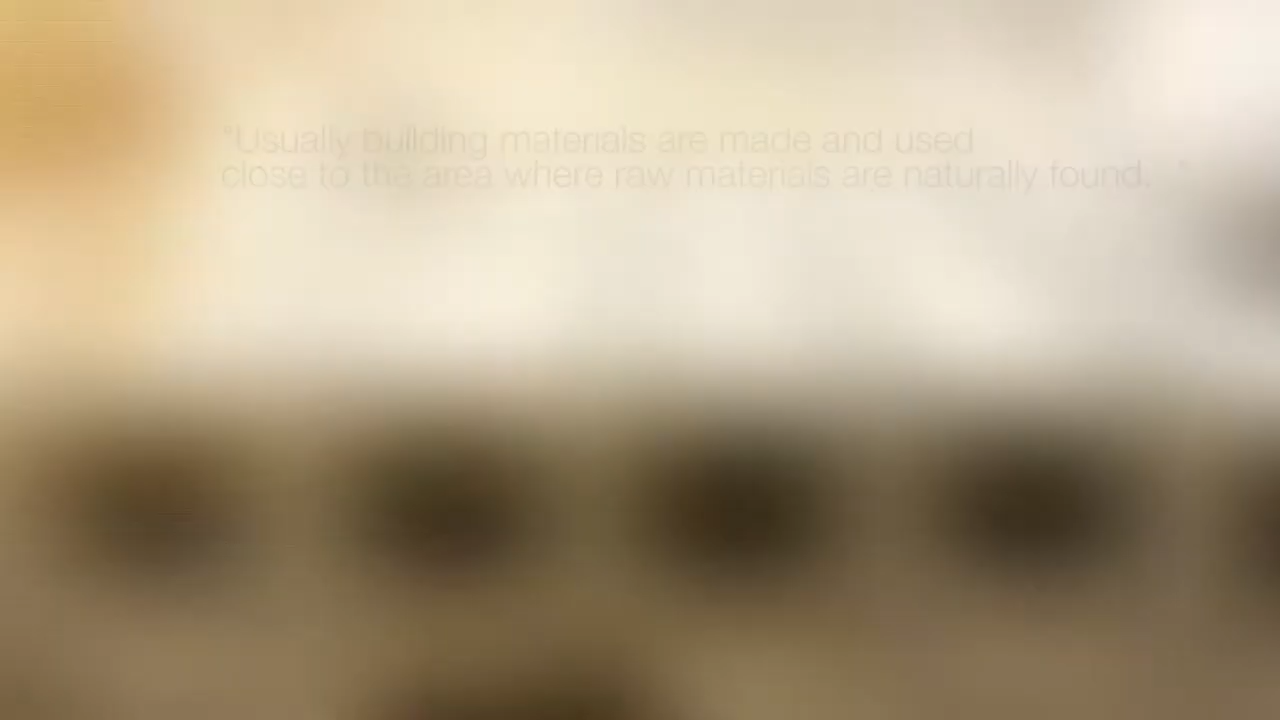 "Usually building materials are made and used
close to the area where raw materials are naturally found. "